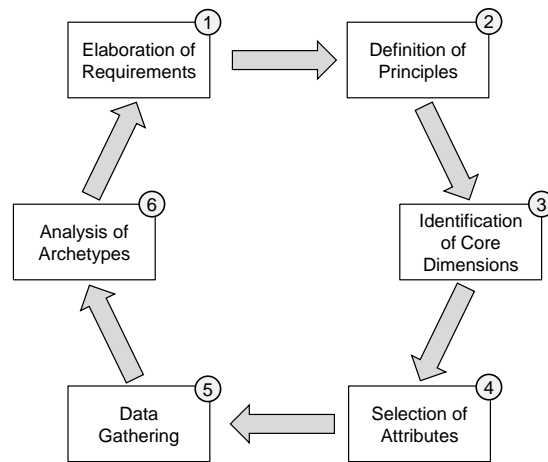 1
Elaboration of
Requirements
2
Definition of
Principles
3
Identification
of Core
Dimensions
4
Selection of
Attributes
5
Data
Gathering
6
Analysis of
Archetypes